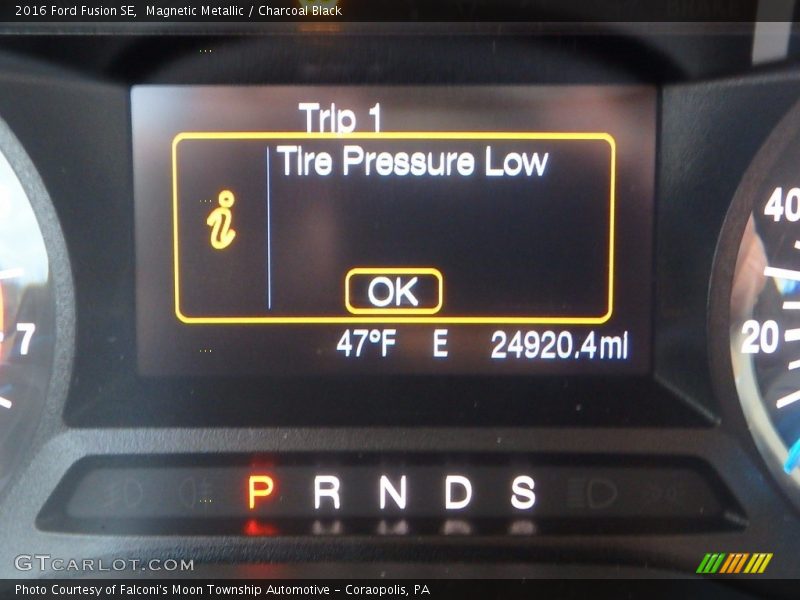 2016 Ford Fusion SE,  Magnetic Metallic / Charcoal Black
Trip 1
Tire Pressure Low
i
OK
47°F E 24920.4mi
40
20
7
P R N D S
GTCARLOT.COM
Photo Courtesy of Falconi's Moon Township Automotive - Coraopolis, PA